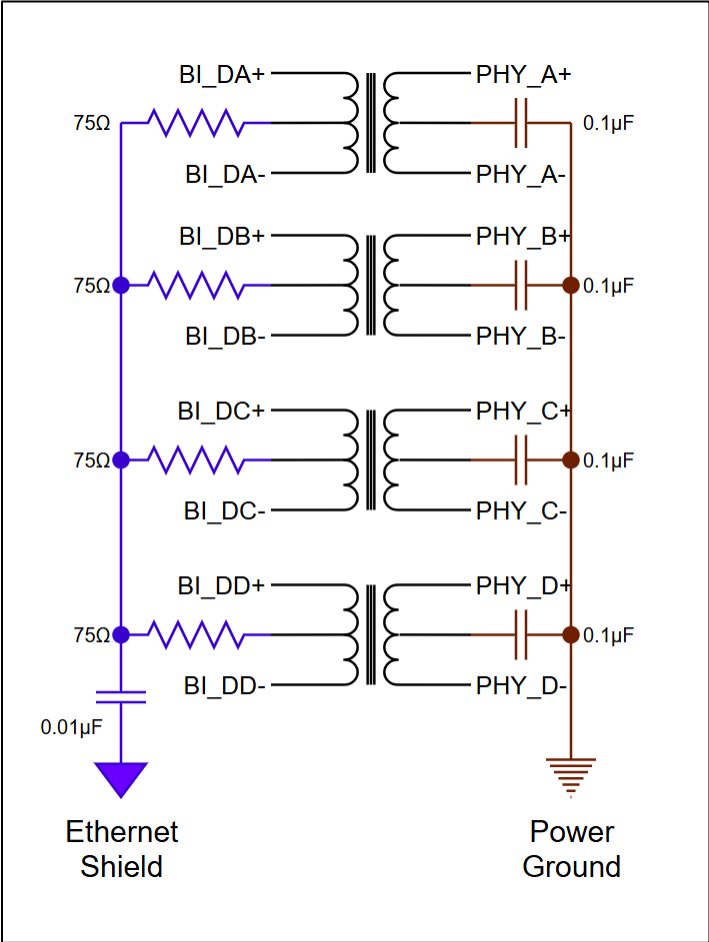 BI_DA+ PHY_A+
75Ω 0.1µF
BI_DA- PHY_A-
BI_DB+ PHY_B+
75Ω 0.1µF
BI_DB- PHY_B-
BI_DC+ PHY_C+
75Ω 0.1µF
BI_DC- PHY_C-
BI_DD+ PHY_D+
75Ω 0.1µF
BI_DD- PHY_D-
0.01µF
Ethernet
Shield
Power
Ground